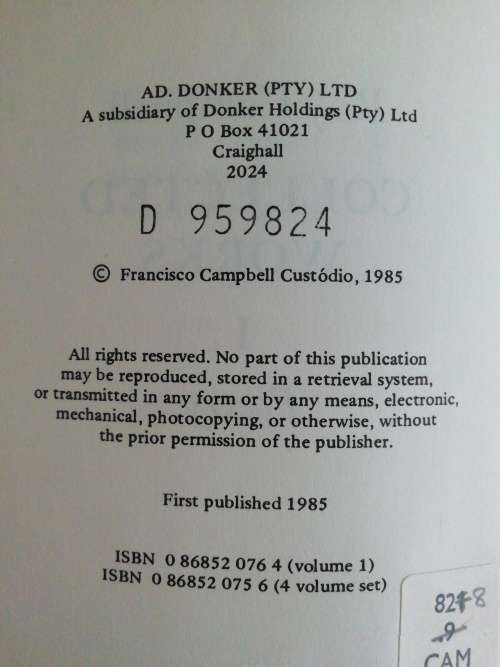 AD. DONKER (PTY) LTD
A subsidiary of Donker Holdings (Pty) Ltd
P O Box 41021
Craighall
2024
D 959824
© Francisco Campbell Custódio, 1985
All rights reserved. No part of this publication
may be reproduced, stored in a retrieval system,
or transmitted in any form or by any means, electronic,
mechanical, photocopying, or otherwise, without
the prior permission of the publisher.
First published 1985
ISBN 0 86852 076 4 (volume 1)
ISBN 0 86852 075 6 (4 volume set)
CAM